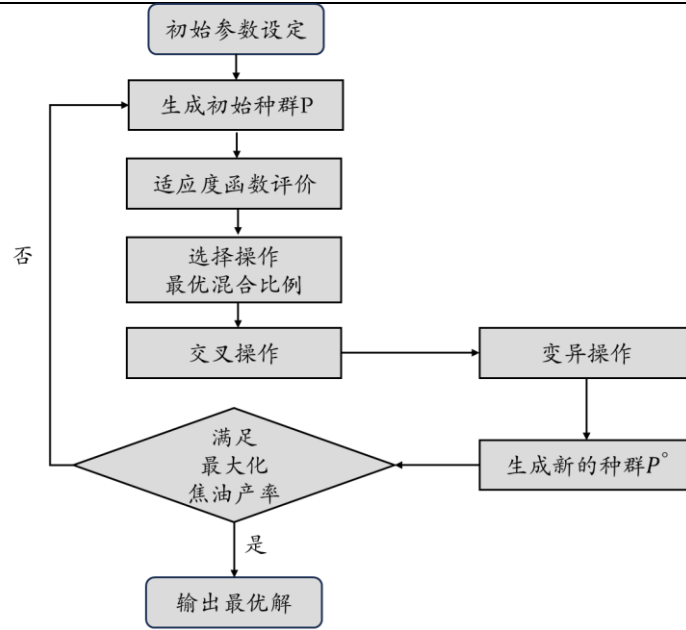 初始参数设定
生成初始种群P
适应度函数评价
否
选择操作
最优混合比例
交叉操作
变异操作
满足
最大化
焦油产率
生成新的种群P°
是
输出最优解